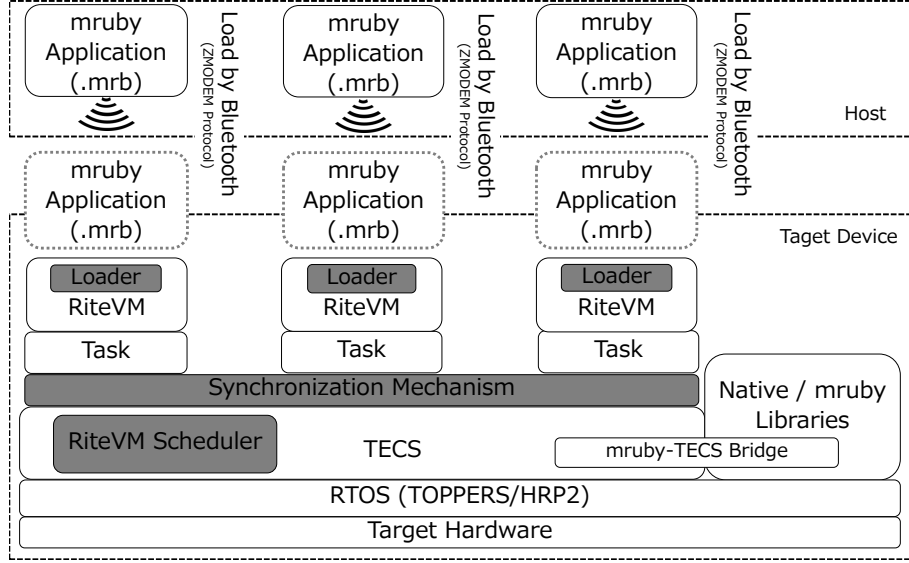 mruby
Application
(.mrb)
Load by Bluetooth
(ZMODEM Protocol)
mruby
Application
(.mrb)
Load by Bluetooth
(ZMODEM Protocol)
mruby
Application
(.mrb)
Load by Bluetooth
(ZMODEM Protocol)
Host
mruby
Application
(.mrb)
mruby
Application
(.mrb)
mruby
Application
(.mrb)
Taget Device
Loader
RiteVM
Loader
RiteVM
Loader
RiteVM
Task
Task
Task
Synchronization Mechanism
Native / mruby
Libraries
RiteVM Scheduler
TECS
mruby-TECS Bridge
RTOS (TOPPERS/HRP2)
Target Hardware